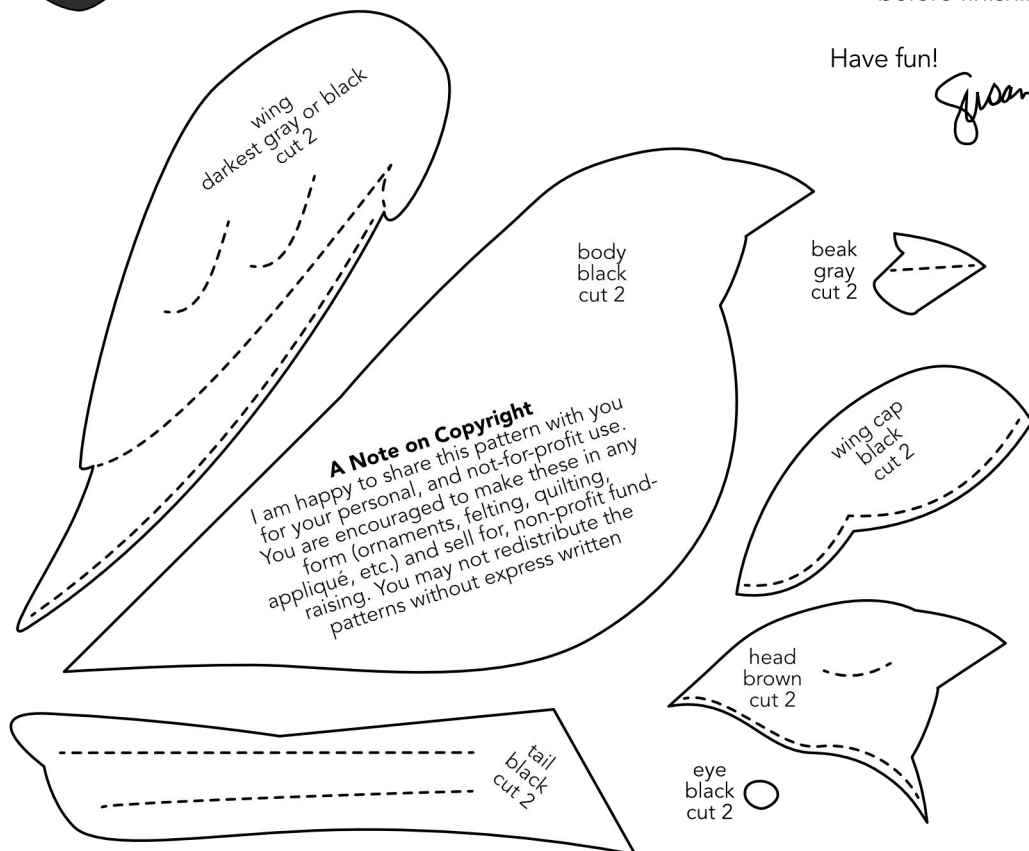 Have fun!
Susan
wing
darkest gray or black
cut 2
body
black
cut 2
beak
gray
cut 2
A Note on Copyright
I am happy to share this pattern with you
for your personal, and not-for-profit use.
You are encouraged to make these in any
form (ornaments, felting, quilting,
appliqué, etc.) and sell for, non-profit fund-
raising. You may not redistribute the
patterns without express written
wing cap
black
cut 2
head
brown
cut 2
tail
black
cut 2
eye
black
cut 2